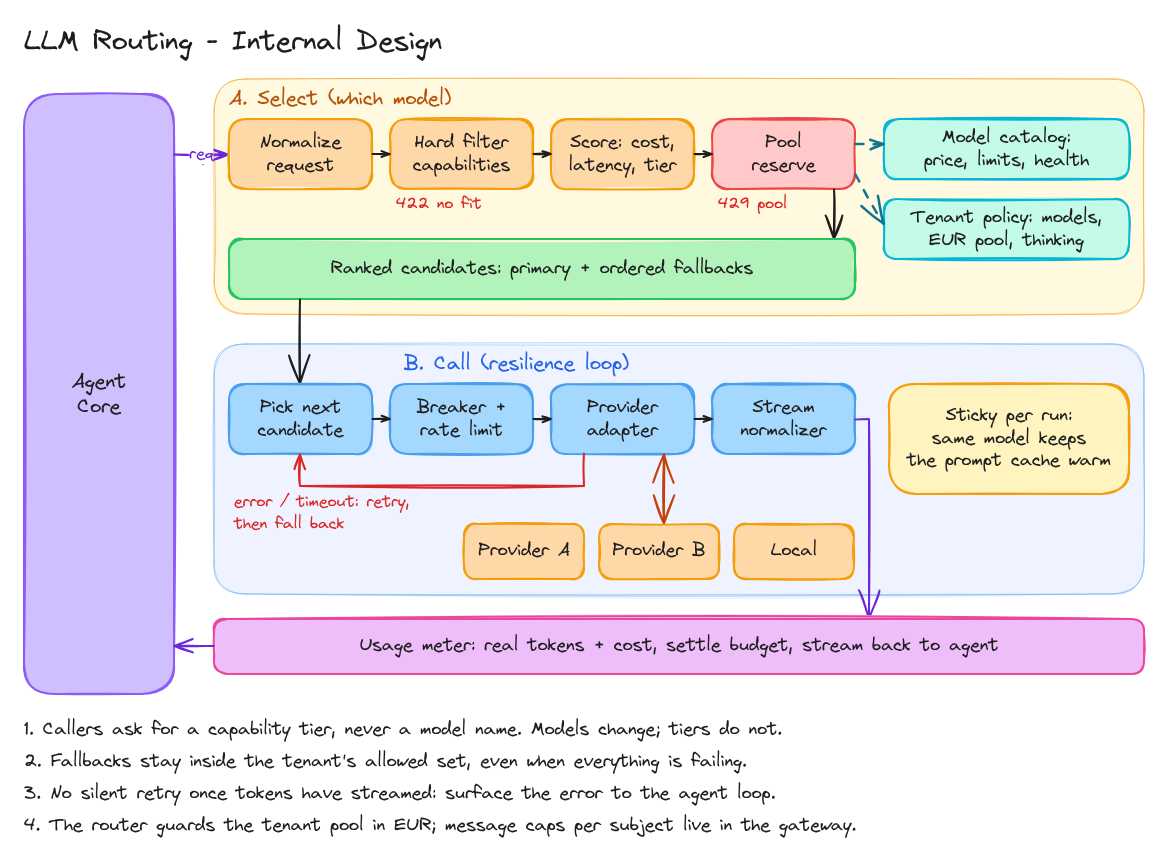 LLM Routing - Internal Design
A. Select (which model)
req
Normalize
request
Hard filter
capabilities
Score: cost,
latency, tier
Pool
reserve
Model catalog:
price, limits, health
422 no fit
429 pool
Tenant policy: models,
EUR pool, thinking
Ranked candidates: primary + ordered fallbacks
Agent
Core
B. Call (resilience loop)
Pick next
candidate
Breaker +
rate limit
Provider
adapter
Stream
normalizer
Sticky per run:
same model keeps
the prompt cache warm
error / timeout: retry,
then fall back
Provider A
Provider B
Local
Usage meter: real tokens + cost, settle budget, stream back to agent
1. Callers ask for a capability tier, never a model name. Models change; tiers do not.
2. Fallbacks stay inside the tenant's allowed set, even when everything is failing.
3. No silent retry once tokens have streamed: surface the error to the agent loop.
4. The router guards the tenant pool in EUR; message caps per subject live in the gateway.